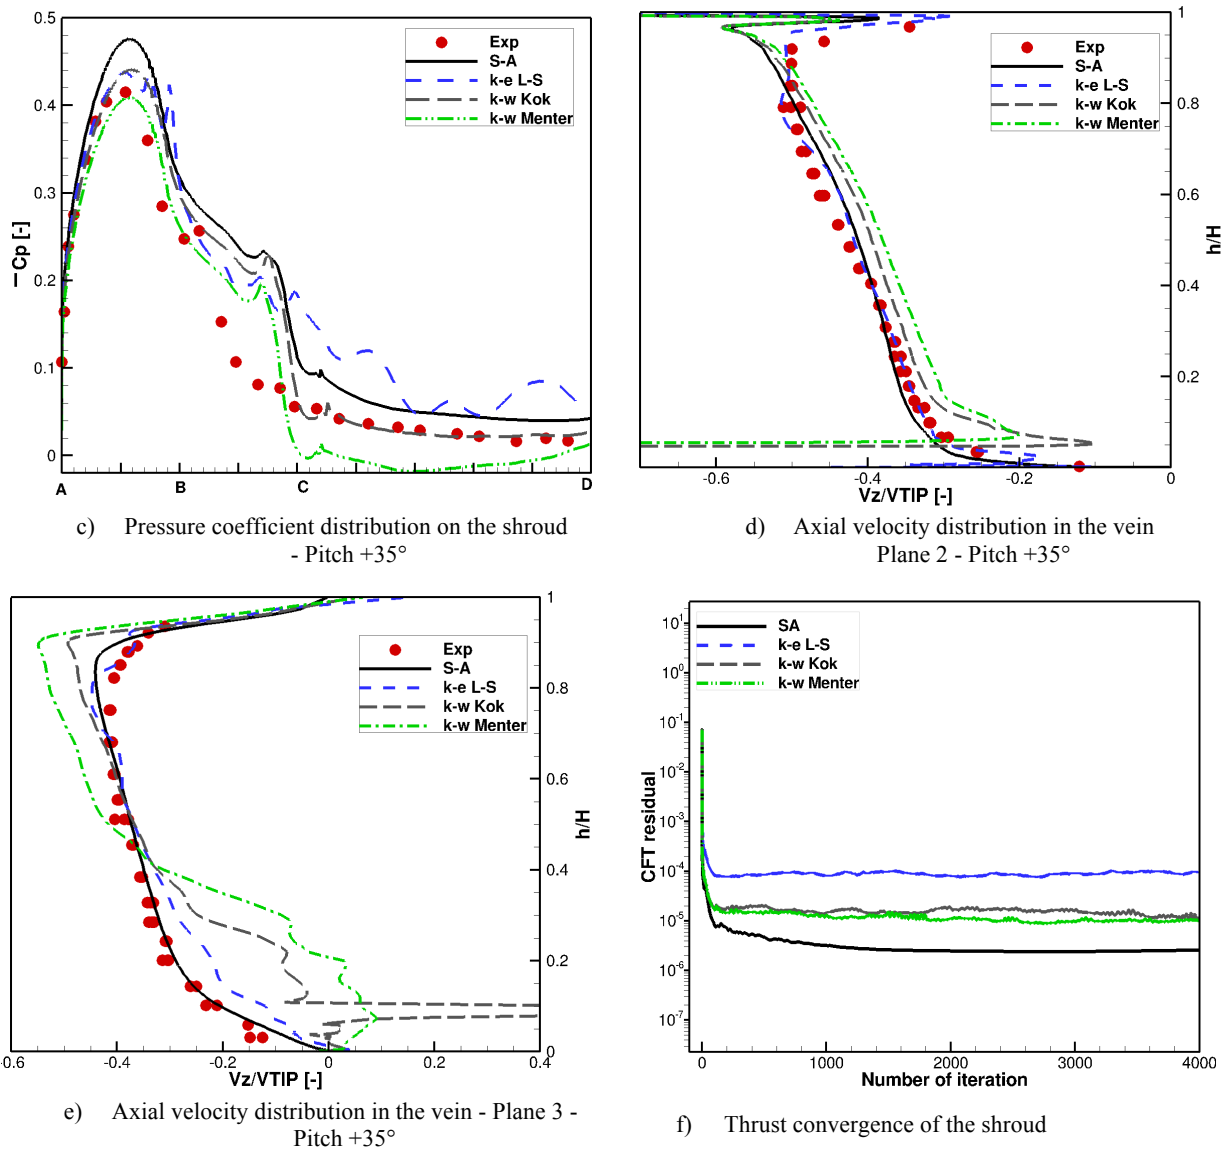 0.5
0.4
0.3
0.2
0.1
0
– Cp [-]
Exp
S-A
k-e L-S
k-w Kok
k-w Menter
A
B
C
D
c) Pressure coefficient distribution on the shroud
- Pitch +35°
Exp
S-A
k-e L-S
k-w Kok
k-w Menter
1
0.8
0.6
0.4
0.2
0
h/H
-0.6
-0.4
-0.2
0
Vz/VTIP [-]
d) Axial velocity distribution in the vein
Plane 2 - Pitch +35°
Exp
S-A
k-e L-S
k-w Kok
k-w Menter
1
0.8
0.6
0.4
0.2
0
h/H
-0.6
-0.4
-0.2
0
0.2
0.4
Vz/VTIP [-]
e) Axial velocity distribution in the vein - Plane 3 -
Pitch +35°
SA
k-e L-S
k-w Kok
k-w Menter
10¹
10⁰
10⁻¹
10⁻²
10⁻³
10⁻⁴
10⁻⁵
10⁻⁶
10⁻⁷
CFT residual
0
1000
2000
3000
4000
Number of iteration
f) Thrust convergence of the shroud